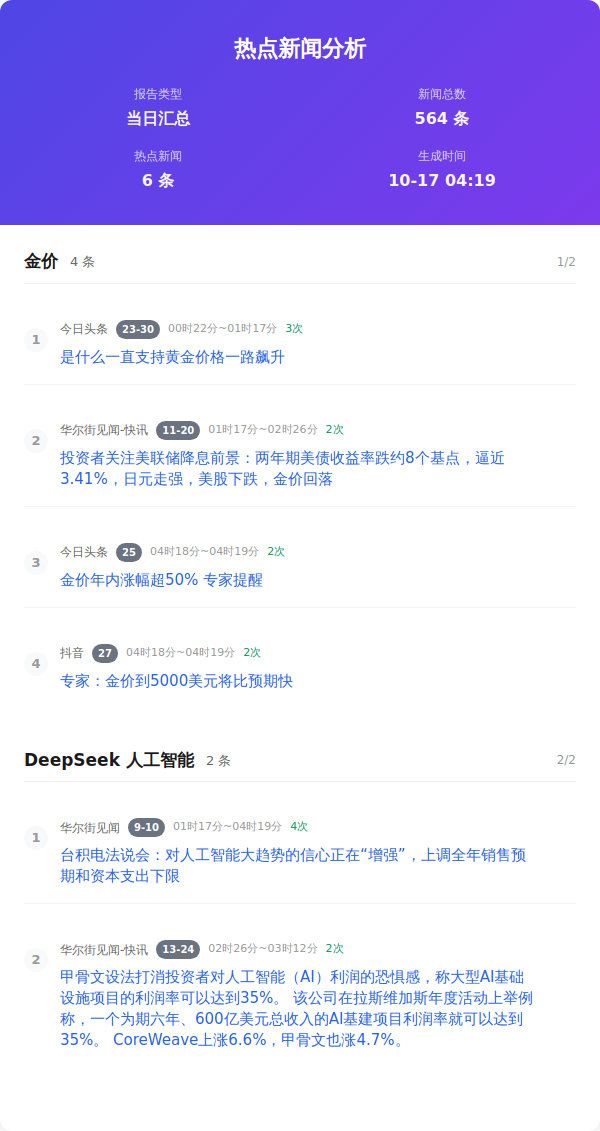 热点新闻分析
报告类型
新闻总数
当日汇总
564 条
热点新闻
生成时间
6 条
10-17 04:19
金价 4 条 1/2
1
今日头条 23-30 00时22分~01时17分 3次
是什么一直支持黄金价格一路飙升
2
华尔街见闻-快讯 11-20 01时17分~02时26分 2次
投资者关注美联储降息前景：两年期美债收益率跌约8个基点，逼近
3.41%，日元走强，美股下跌，金价回落
3
今日头条 25 04时18分~04时19分 2次
金价年内涨幅超50% 专家提醒
4
抖音 27 04时18分~04时19分 2次
专家：金价到5000美元将比预期快
DeepSeek 人工智能 2 条 2/2
1
华尔街见闻 9-10 01时17分~04时19分 4次
台积电法说会：对人工智能大趋势的信心正在“增强”，上调全年销售预
期和资本支出下限
2
华尔街见闻-快讯 13-24 02时26分~03时12分 2次
甲骨文设法打消投资者对人工智能（AI）利润的恐惧感，称大型AI基础
设施项目的利润率可以达到35%。 该公司在拉斯维加斯年度活动上举例
称，一个为期六年、600亿美元总收入的AI基建项目利润率就可以达到
35%。 CoreWeave上涨6.6%，甲骨文也涨4.7%。